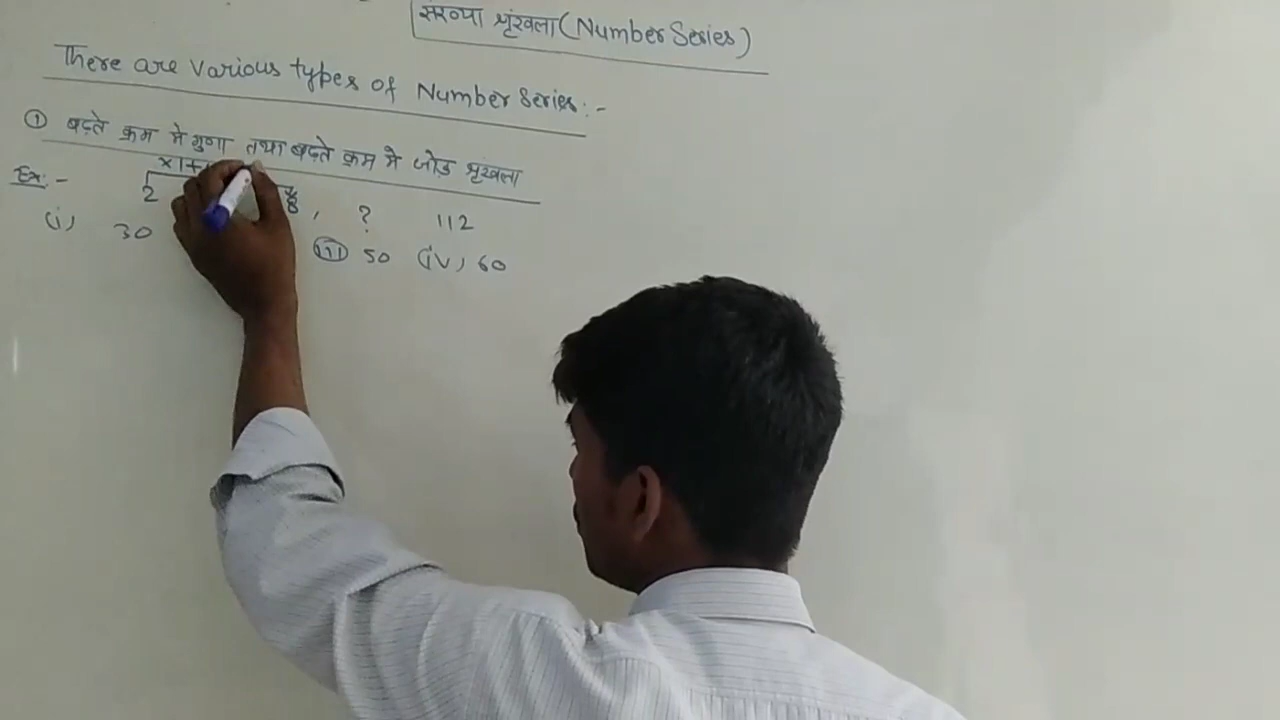 संख्या शृंखला (Number Series)
There are various types of Number Series:-
① बढ़ते क्रम मे गुणा तथा बढ़ते क्रम मे जोड़ शृंखला
Ex:- ×1+
2 8, ? 112
(i) 30 (iii) 50 (iv) 60